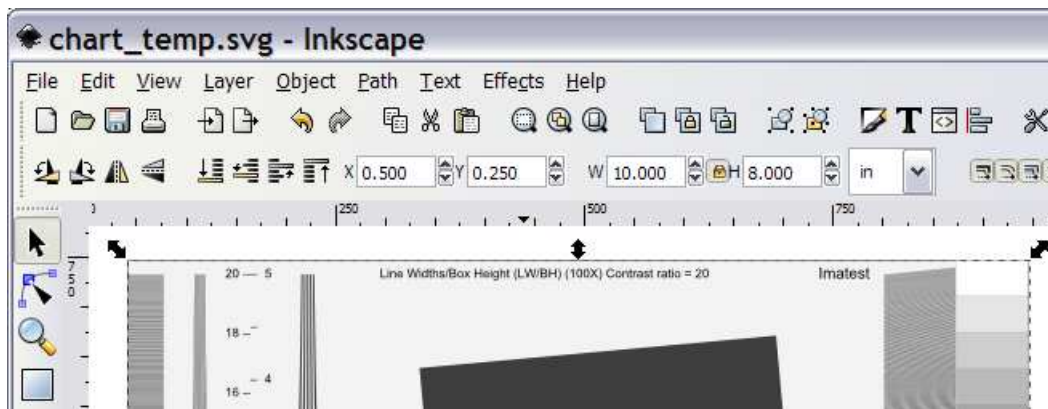 chart_temp.svg - Inkscape
File Edit View Layer Object Path Text Effects Help
X 0.500 Y 0.250 W 10.000 H 8.000 in
250 500 750
750
20 5 Line Widths/Box Height (LW/BH) (100X) Contrast ratio = 20 Imatest
18
4
16